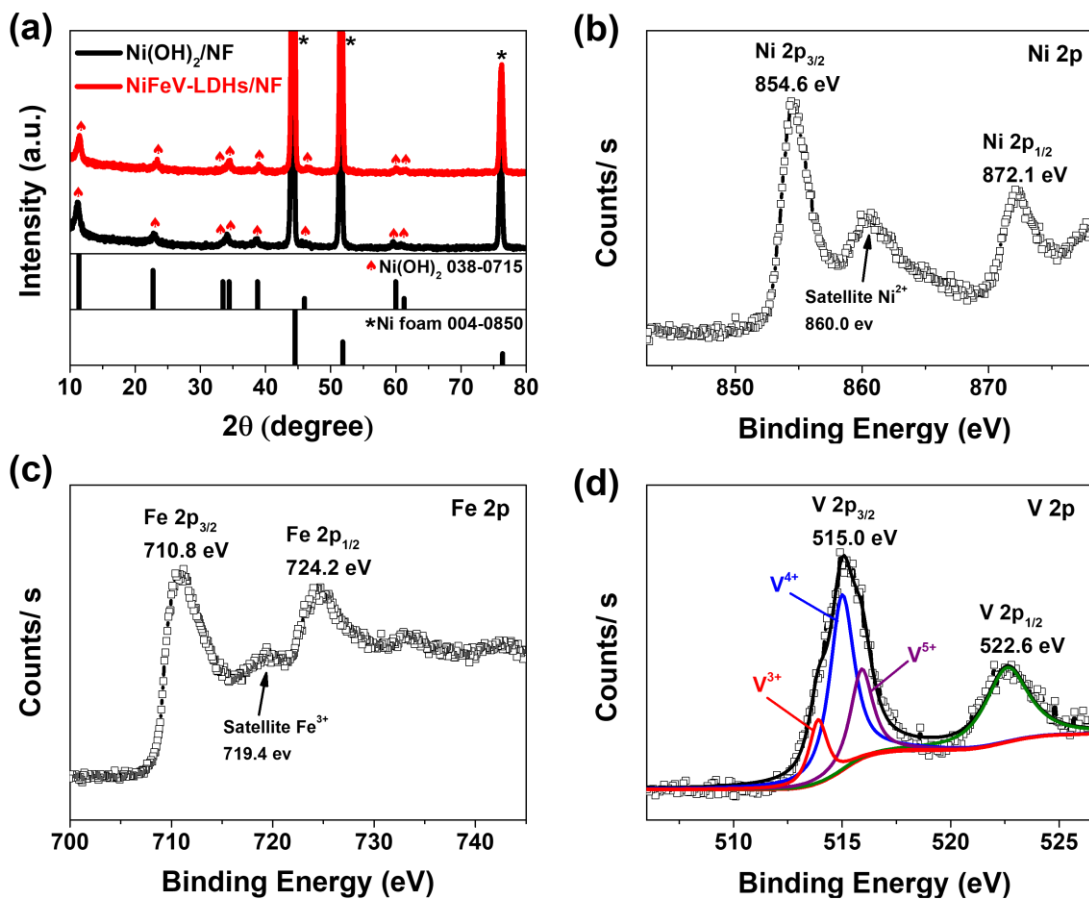 (a)
Ni(OH)₂/NF
NiFeV-LDHs/NF
* * *
♠Ni(OH)₂ 038-0715
*Ni foam 004-0850
Intensity (a.u.)
10 20 30 40 50 60 70 80
2θ (degree)
(b)
Ni 2p
Ni 2p₃/₂
854.6 eV
Ni 2p₁/₂
872.1 eV
Satellite Ni²⁺
860.0 ev
Counts/ s
850 860 870
Binding Energy (eV)
(c)
Fe 2p
Fe 2p₃/₂
710.8 eV
Fe 2p₁/₂
724.2 eV
Satellite Fe³⁺
719.4 ev
Counts/ s
700 710 720 730 740
Binding Energy (eV)
(d)
V 2p
V 2p₃/₂
515.0 eV
V⁴⁺
V 2p₁/₂
522.6 eV
V⁵⁺
V³⁺
Counts/ s
510 515 520 525
Binding Energy (eV)